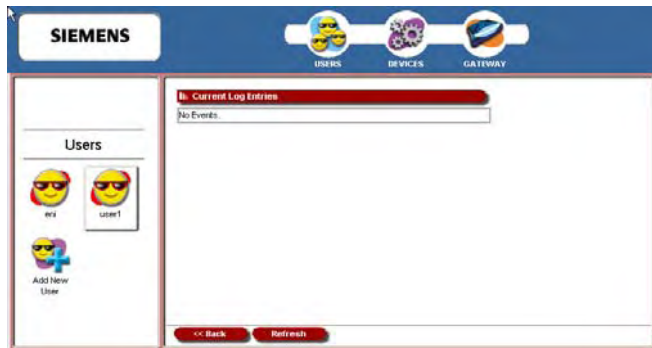 SIEMENS
USERS DEVICES GATEWAY
Current Log Entries
No Events.
Users
eni user1
Add New
User
<< Back Refresh